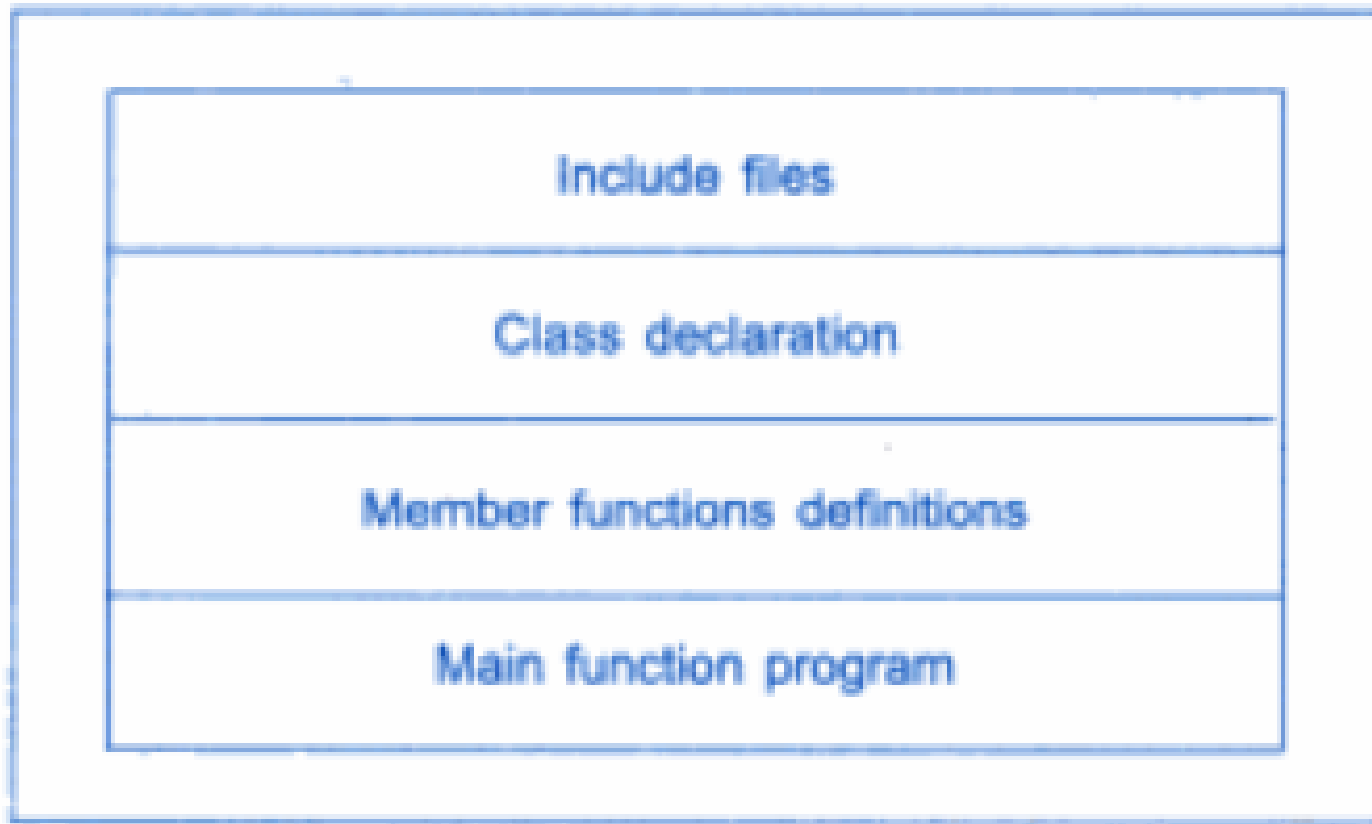 Include files
Class declaration
Member functions definitions
Main function program